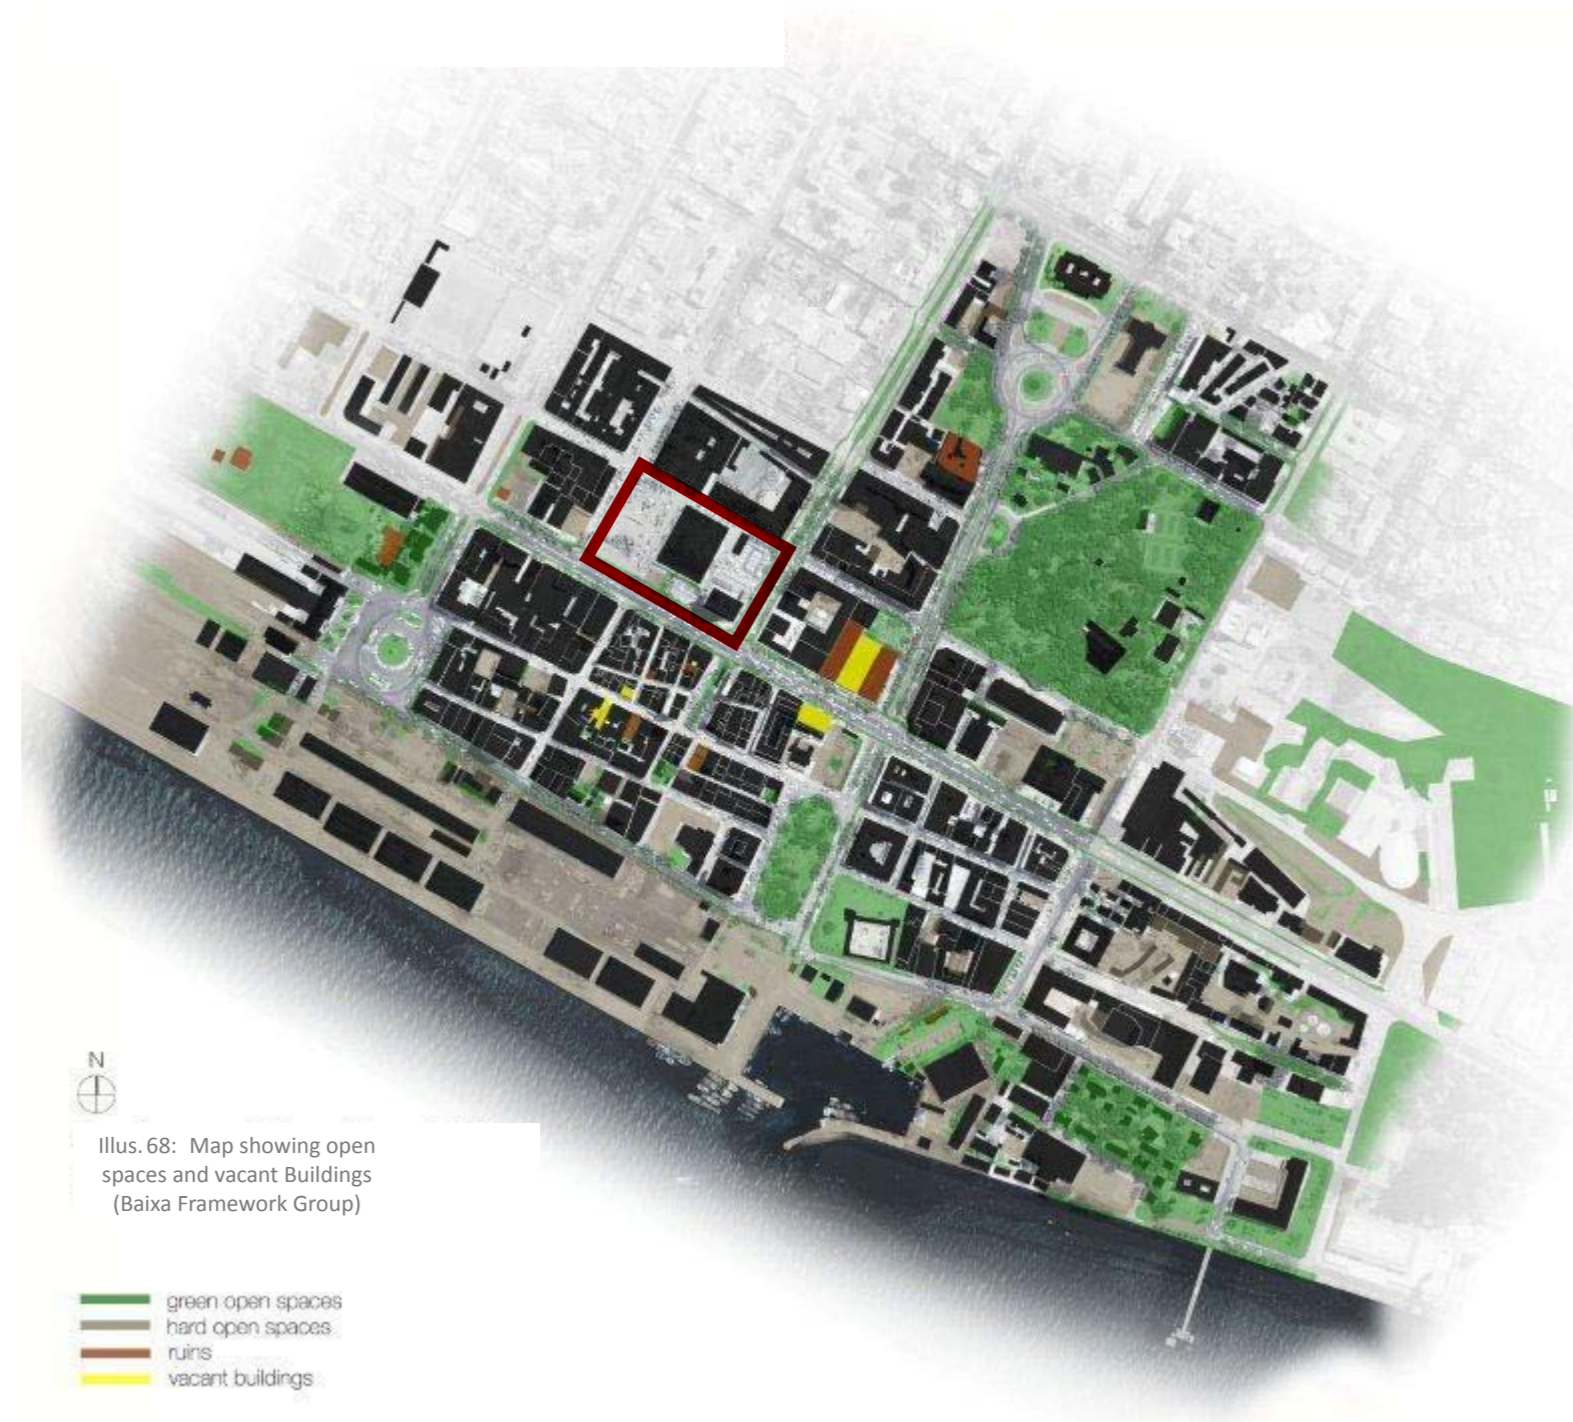 N
Illus. 68: Map showing open
spaces and vacant Buildings
(Baixa Framework Group)
green open spaces
hard open spaces
ruins
vacant buildings